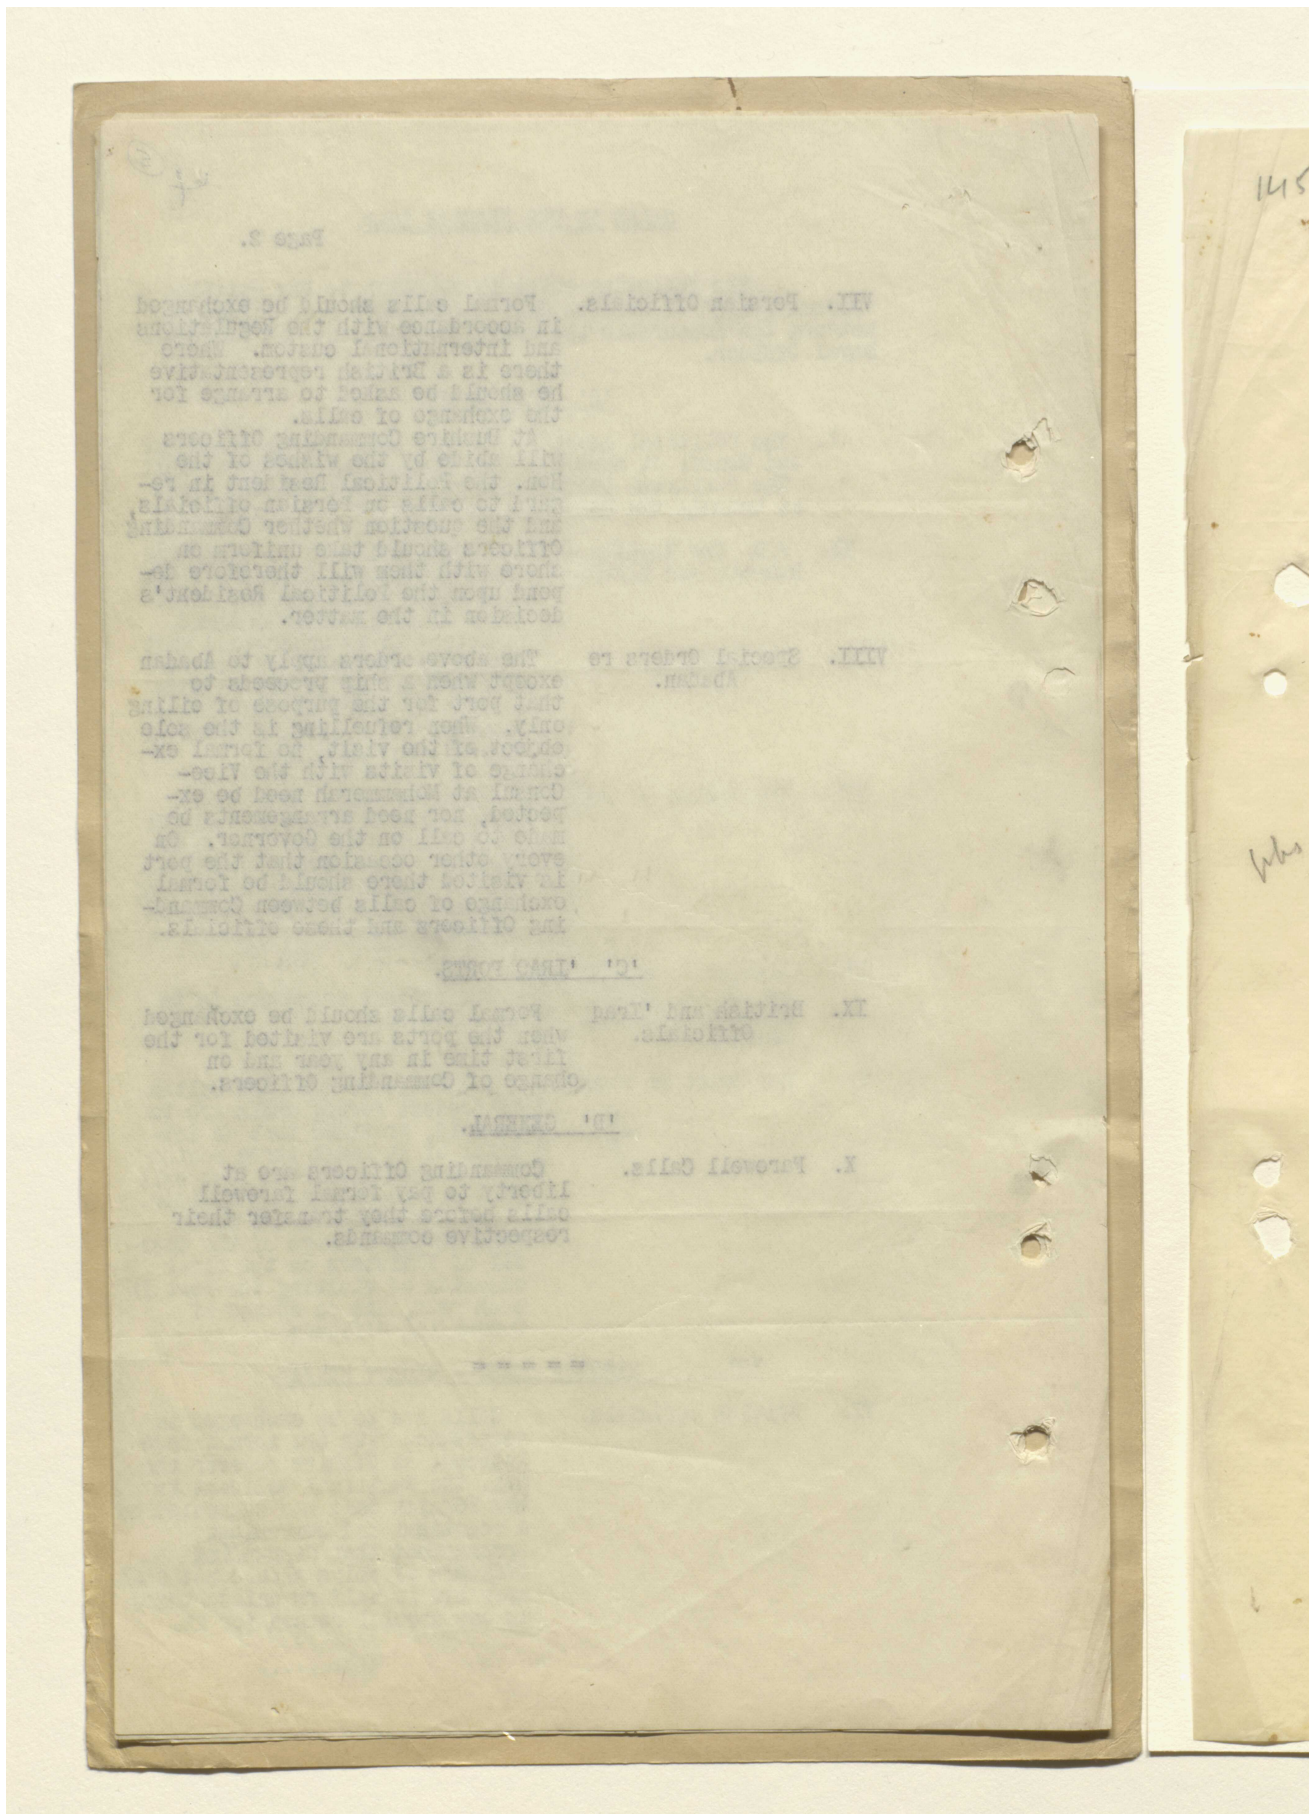 Page 2.
VII. Persian Officials. Formal calls should be exchanged
in accordance with the Regulations
and international custom. Where
there is a British representative
he should be asked to arrange for
the exchange of calls.
At Bushire Commanding Officers
will abide by the wishes of the
Hon. the Political Resident in re-
gard to calls on Persian officials,
and the question whether Commanding
Officers should take uniform on
shore with them will therefore de-
pend upon the Political Resident's
decision in the matter.
VIII. Special Orders re Abadan. The above orders apply to Abadan
except when a ship proceeds to
that port for the purpose of oiling
only. When refuelling is the sole
object of the visit, no formal ex-
change of visits with the Vice-
Consul at Mohammerah need be ex-
pected, nor need arrangements be
made to call on the Governor. On
every other occasion that the port
is visited there should be formal
exchange of calls between Command-
ing Officers and these officials.
'C' 'IRAQ PORTS.
IX. British and 'Iraq Officials. Formal calls should be exchanged
when the ports are visited for the
first time in any year and on
change of Commanding Officers.
'D' GENERAL.
X. Farewell Calls. Commanding Officers are at
liberty to pay formal farewell
calls before they transfer their
respective commands.
= = = = =
145